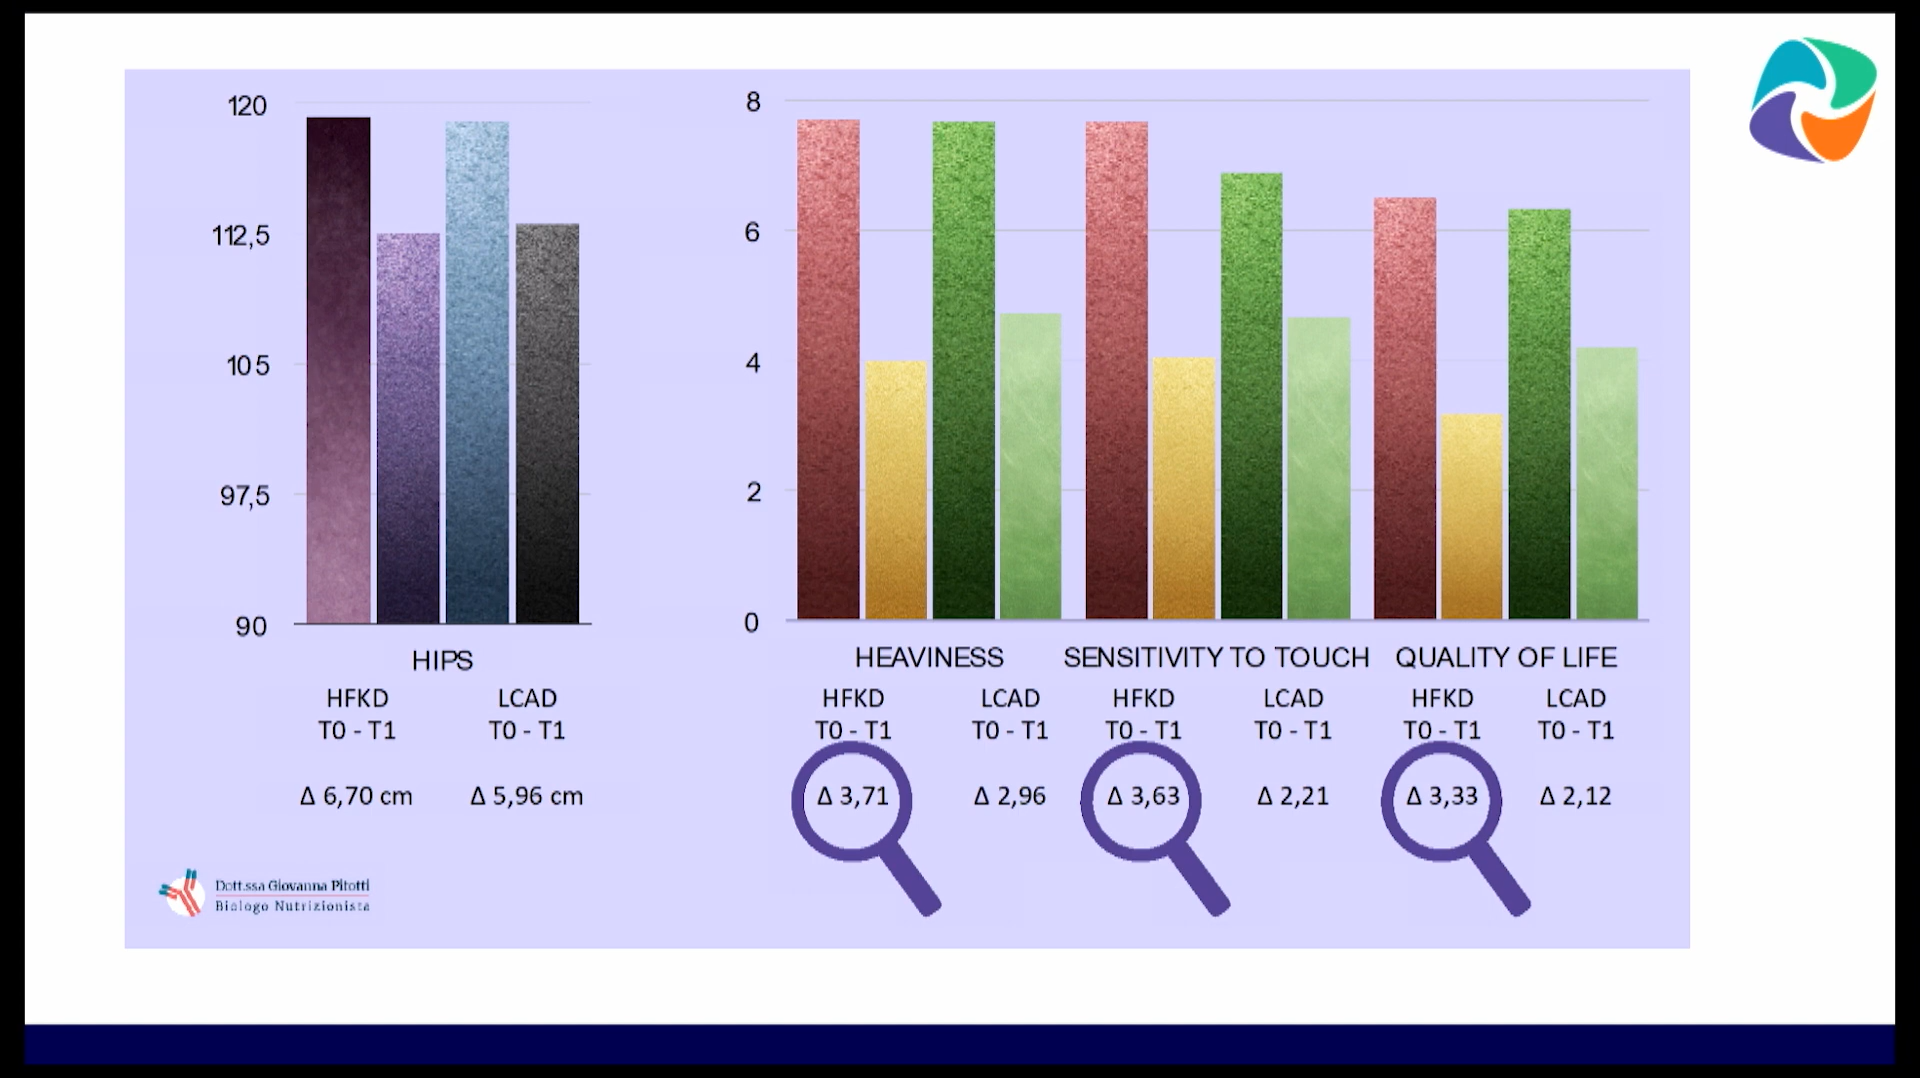 120
112,5
105
97,5
90
HIPS
HFKD LCAD
T0 - T1 T0 - T1
Δ 6,70 cm Δ 5,96 cm
8
6
4
2
0
HEAVINESS SENSITIVITY TO TOUCH QUALITY OF LIFE
HFKD LCAD HFKD LCAD HFKD LCAD
T0 - T1 T0 - T1 T0 - T1 T0 - T1 T0 - T1 T0 - T1
Δ 3,71 Δ 2,96 Δ 3,63 Δ 2,21 Δ 3,33 Δ 2,12
Dott.ssa Giovanna Pitotti
Biologo Nutrizionista